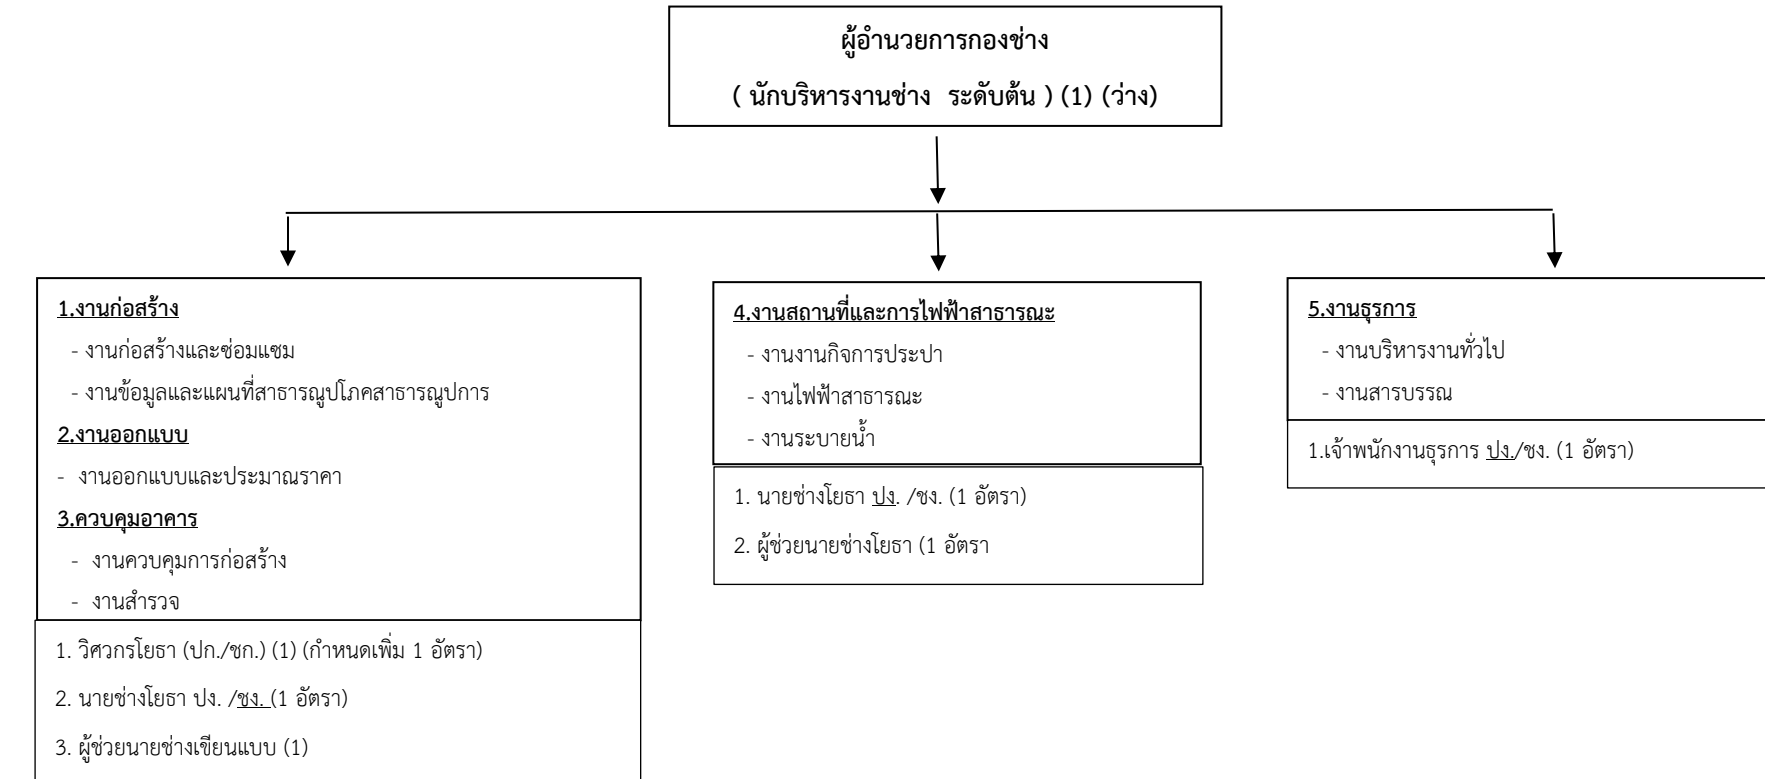 ผู้อำนวยการกองช่าง
( นักบริหารงานช่าง ระดับต้น ) (1) (ว่าง)
1.งานก่อสร้าง
- งานก่อสร้างและซ่อมแซม
- งานข้อมูลและแผนที่สาธารณูปโภคสาธารณูปการ
2.งานออกแบบ
- งานออกแบบและประมาณราคา
3.ควบคุมอาคาร
- งานควบคุมการก่อสร้าง
- งานสำรวจ
1. วิศวกรโยธา (ปก./ชก.) (1) (กำหนดเพิ่ม 1 อัตรา)
2. นายช่างโยธา ปง. /ชง. (1 อัตรา)
3. ผู้ช่วยนายช่างเขียนแบบ (1)
4.งานสถานที่และการไฟฟ้าสาธารณะ
- งานงานกิจการประปา
- งานไฟฟ้าสาธารณะ
- งานระบายน้ำ
1. นายช่างโยธา ปง. /ชง. (1 อัตรา)
2. ผู้ช่วยนายช่างโยธา (1 อัตรา
5.งานธุรการ
- งานบริหารงานทั่วไป
- งานสารบรรณ
1.เจ้าพนักงานธุรการ ปง./ชง. (1 อัตรา)